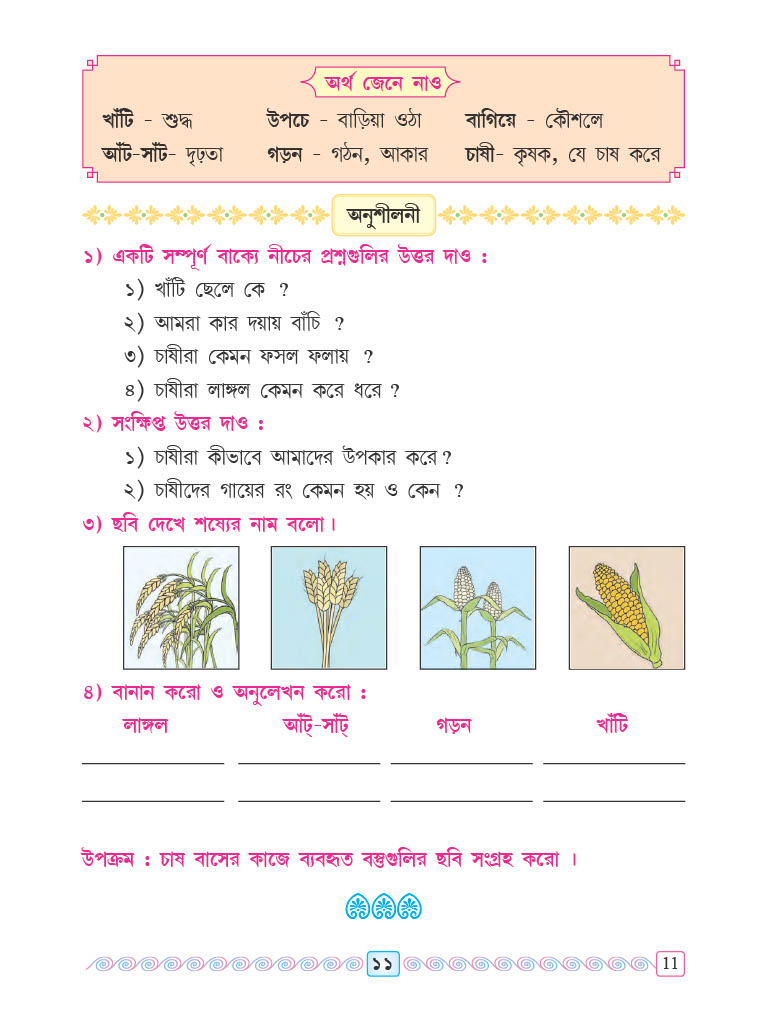 অর্থ জেনে নাও
খাঁটি - শুদ্ধ উপচে - বাড়িয়া ওঠা বাগিয়ে - কৌশলে
আঁট-সাঁট- দৃঢ়তা গড়ন - গঠন, আকার চাষী- কৃষক, যে চাষ করে
অনুশীলনী
১) একটি সম্পূর্ণ বাক্যে নীচের প্রশ্নগুলির উত্তর দাও :
১) খাঁটি ছেলে কে ?
২) আমরা কার দয়ায় বাঁচি ?
৩) চাষীরা কেমন ফসল ফলায় ?
৪) চাষীরা লাঙ্গল কেমন করে ধরে ?
২) সংক্ষিপ্ত উত্তর দাও :
১) চাষীরা কীভাবে আমাদের উপকার করে ?
২) চাষীদের গায়ের রং কেমন হয় ও কেন ?
৩) ছবি দেখে শষ্যের নাম বলো।
৪) বানান করো ও অনুলেখন করো :
লাঙ্গল আঁট্-সাঁট্ গড়ন খাঁটি
উপক্রম : চাষ বাসের কাজে ব্যবহৃত বস্তুগুলির ছবি সংগ্রহ করো ।
১১ 11